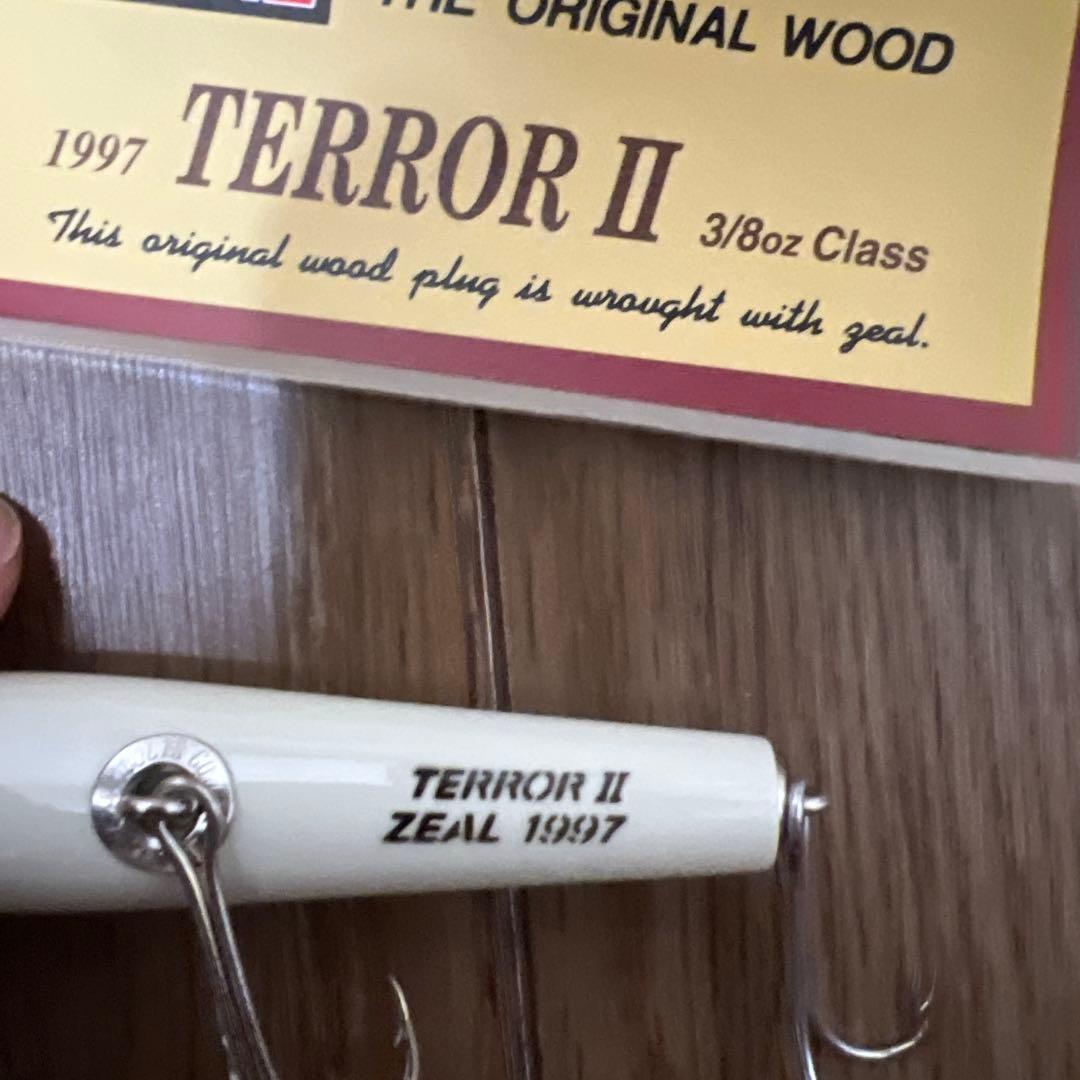 THE ORIGINAL WOOD
1997 TERROR II 3/8oz Class
This original wood plug is wrought with zeal.
TERROR II
ZEAL 1997